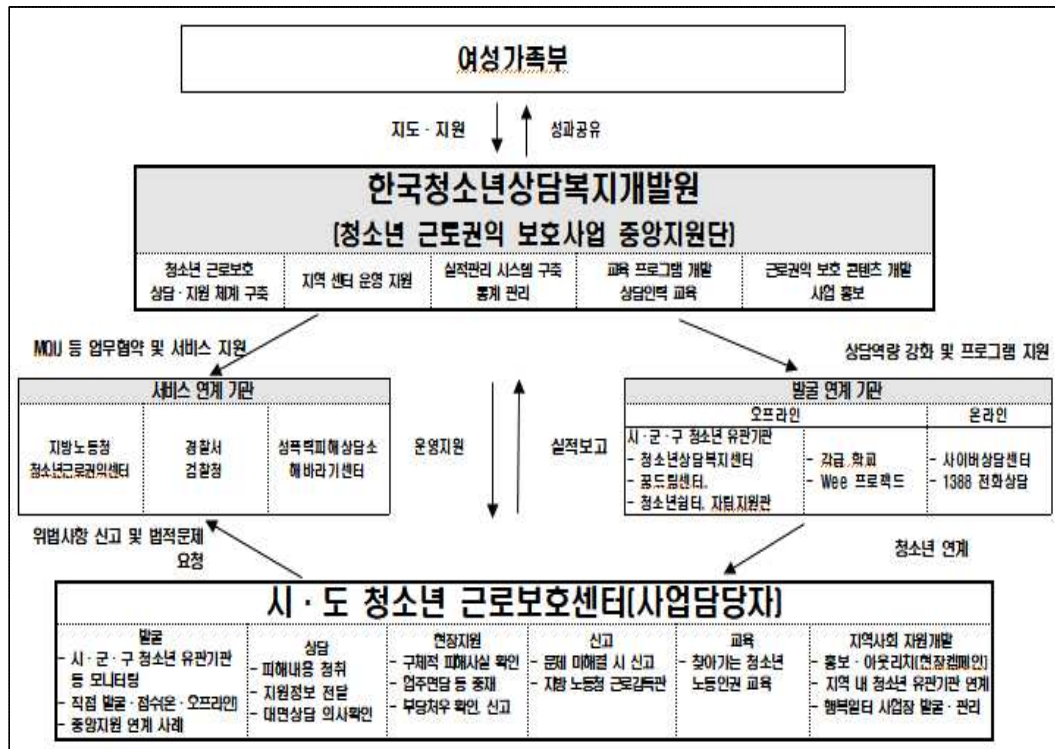 여성가족부
지도·지원
성과공유
한국청소년상담복지개발원
(청소년 근로권익 보호사업 중앙지원단)
청소년 근로보호
상담·지원 체계 구축
지역 센터 운영 지원
실적관리 시스템 구축
통계 관리
교육 프로그램 개발
상담인력 교육
근로권익 보호 콘텐츠 개발
사업 홍보
MOU 등 업무협약 및 서비스 지원
상담역량 강화 및 프로그램 지원
서비스 연계 기관
지방노동청
청소년근로권익센터
경찰서
검찰청
성폭력피해상담소
해바라기센터
운영지원
실적보고
발굴 연계 기관
오프라인
온라인
시·군·구 청소년 유관기관
- 청소년상담복지센터
- 꿈드림센터,
- 청소년쉼터, 자립지원관
- 각급 학교
- Wee 프로젝트
- 사이버상담센터
- 1388 전화상담
위법사항 신고 및 법적문제
요청
청소년 연계
시·도 청소년 근로보호센터(사업담당자)
발굴
- 시·군·구 청소년 유관기관
등 모니터링
- 직접 발굴·접수(온·오프라인)
- 중앙지원 연계 사례
상담
- 피해내용 청취
- 지원정보 전달
- 대면상담 의사확인
현장지원
- 구체적 피해사실 확인
- 업주면담 등 중재
- 부당처우 확인, 신고
신고
- 문제 미해결 시 신고
- 지방 노동청 근로감독관
교육
- 찾아가는 청소년
노동인권 교육
지역사회 자원개발
- 홍보·아웃리치(현장캠페인)
- 지역 내 청소년 유관기관 연계
- 행복일터 사업장 발굴·관리